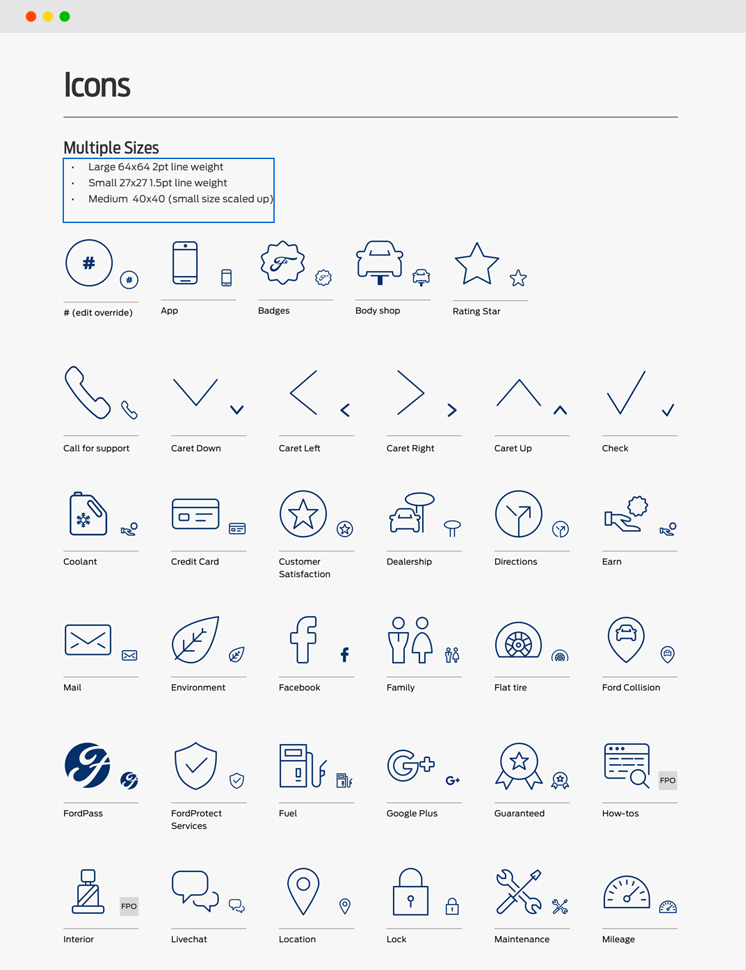 Icons
Multiple Sizes
• Large 64x64 2pt line weight
• Small 27x27 1.5pt line weight
• Medium 40x40 (small size scaled up)
# #
# (edit override)
App
Badges
Body shop
Rating Star
Call for support
Caret Down
Caret Left
Caret Right
Caret Up
Check
Coolant
Credit Card
Customer
Satisfaction
Dealership
Directions
Earn
Mail
Environment
Facebook
Family
Flat tire
Ford Collision
G+ G+
FPO
FordPass
FordProtect
Services
Fuel
Google Plus
Guaranteed
How-tos
FPO
Interior
Livechat
Location
Lock
Maintenance
Mileage